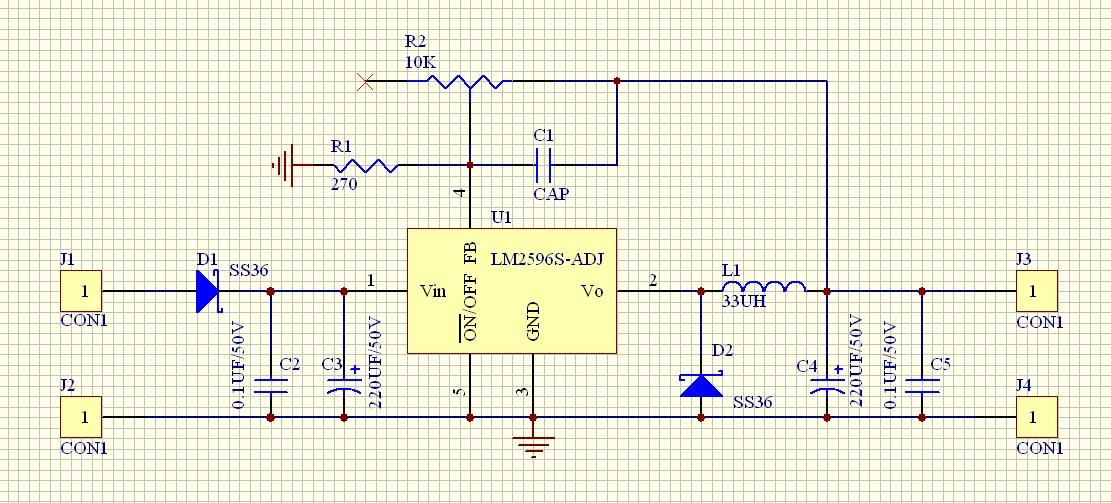 R2
10K
R1
270
C1
CAP
4
U1
LM2596S-ADJ
FB
ON/OFF
Vin
Vo
GND
1
2
5
3
J1
1
CON1
D1
SS36
J2
1
CON1
0.1UF/50V
C2
C3
+
220UF/50V
L1
33UH
D2
SS36
C4
+
220UF/50V
0.1UF/50V
C5
J3
1
CON1
J4
1
CON1